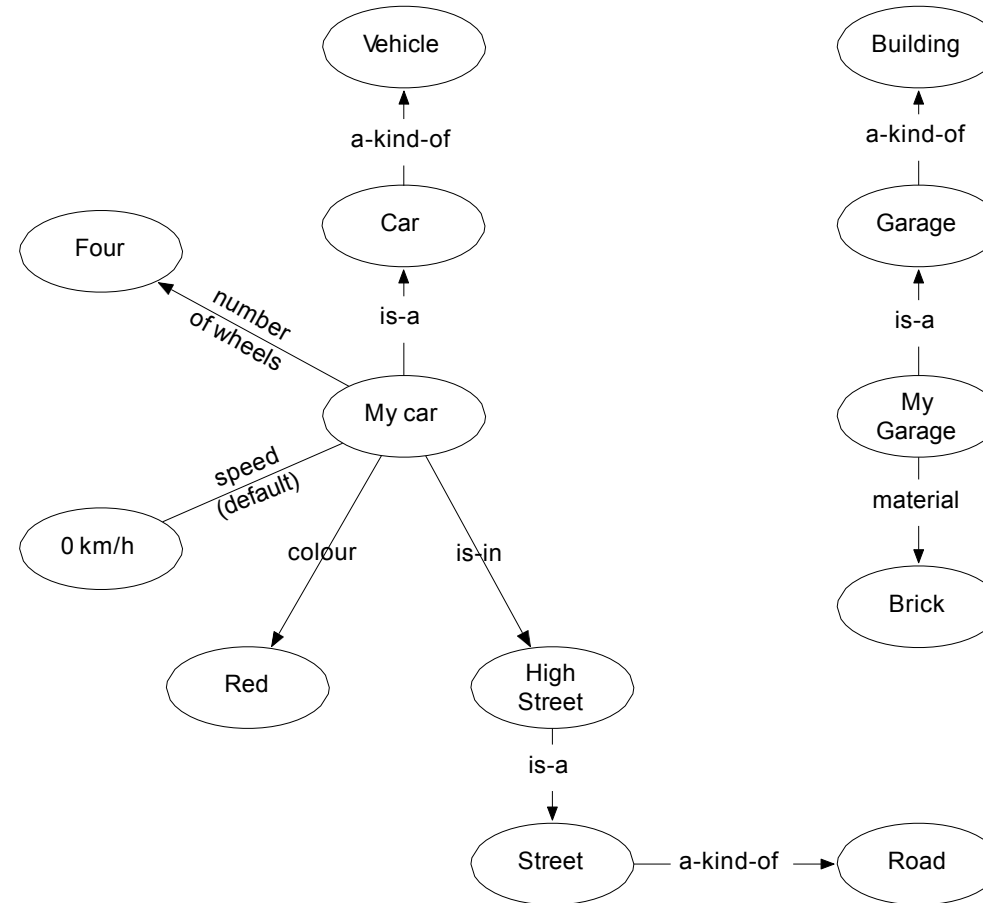 Vehicle
Building
a-kind-of
a-kind-of
Car
Garage
Four
number
of wheels
is-a
is-a
My car
My
Garage
speed
(default)
material
0 km/h
colour
is-in
Brick
Red
High
Street
is-a
Street
a-kind-of
Road